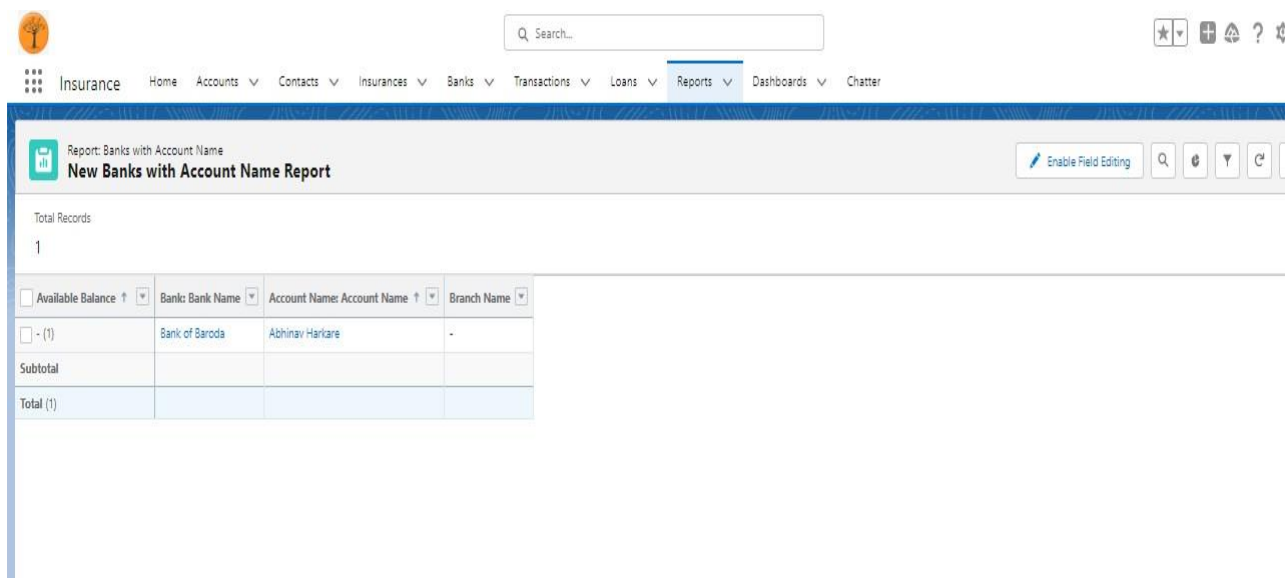 Search...
Insurance Home Accounts Contacts Insurances Banks Transactions Loans Reports Dashboards Chatter
Report: Banks with Account Name
New Banks with Account Name Report
Enable Field Editing
Total Records
1
Available Balance ↑ Bank: Bank Name Account Name: Account Name ↑ Branch Name
- (1) Bank of Baroda Abhinav Harkare -
Subtotal
Total (1)